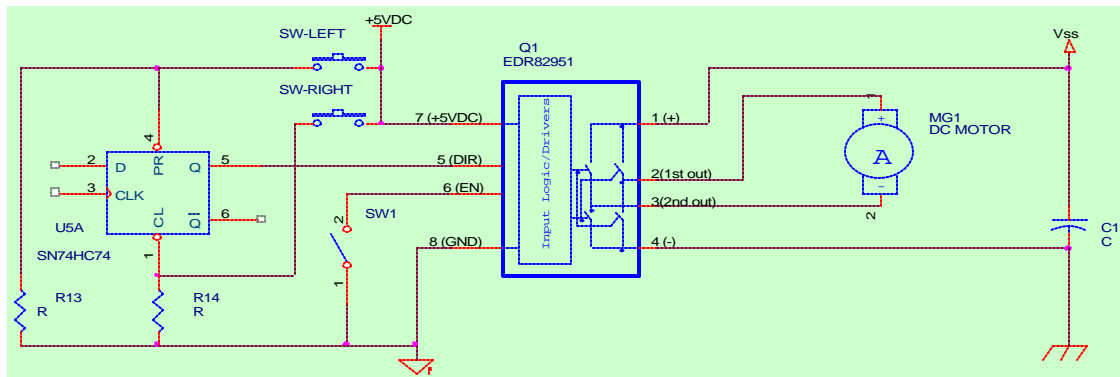 +5VDC
SW-LEFT
SW-RIGHT
Q1
EDR82951
Vss
7 (+5VDC)
1 (+)
1
MG1
DC MOTOR
+
A
-
2
4
2
D
PR
Q
5
5 (DIR)
3
CLK
6 (EN)
2(1st out)
3(2nd out)
CL
Q!
6
U5A
SN74HC74
1
2
SW1
1
8 (GND)
4 (-)
Input Logic/Drivers
C1
C
R13
R
R14
R